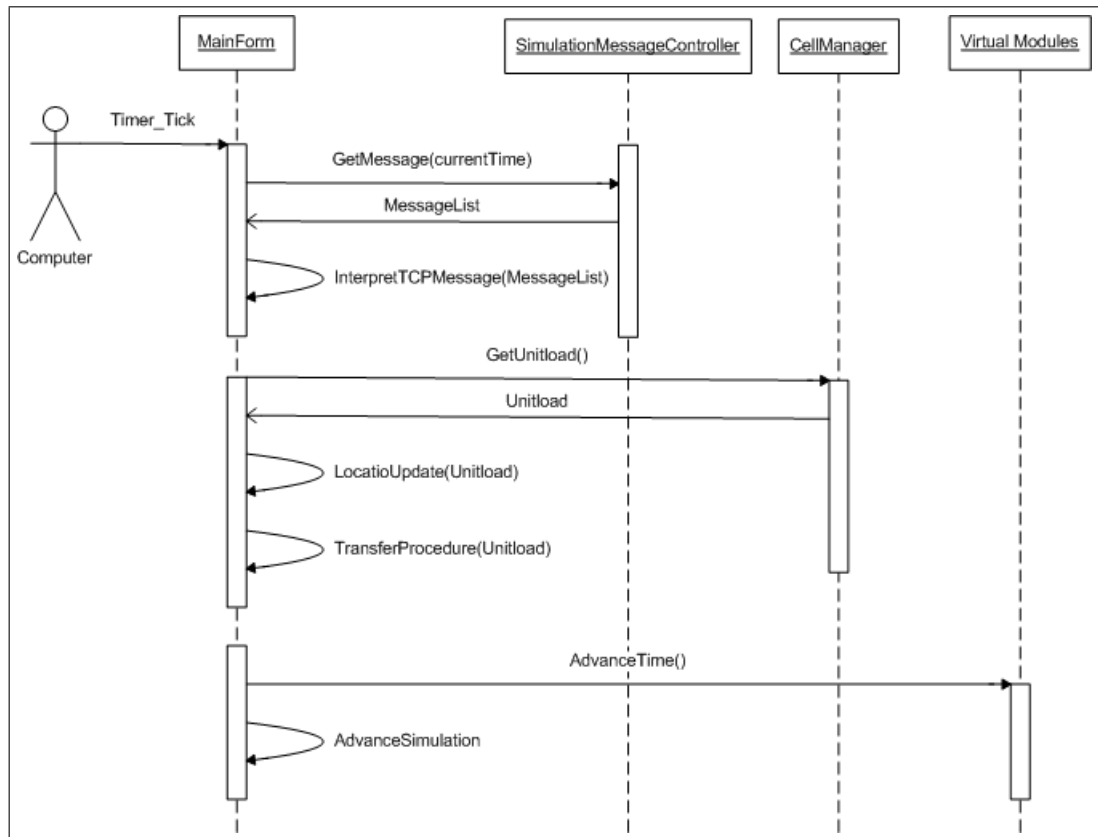 MainForm
SimulationMessageController
CellManager
Virtual Modules
Timer_Tick
GetMessage(currentTime)
MessageList
Computer
InterpretTCPMessage(MessageList)
GetUnitload()
Unitload
LocatioUpdate(Unitload)
TransferProcedure(Unitload)
AdvanceTime()
AdvanceSimulation